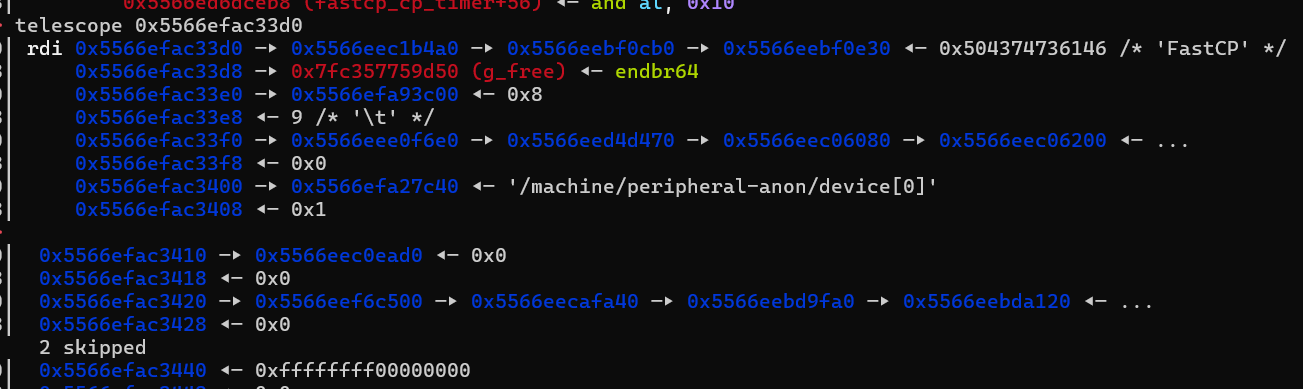 0x5566ed6dceb8 (fastcp_cp_timer+56) ◂— and al, 0x10
telescope 0x5566efac33d0
rdi 0x5566efac33d0 —▸ 0x5566eec1b4a0 —▸ 0x5566eebf0cb0 —▸ 0x5566eebf0e30 ◂— 0x504374736146 /* 'FastCP' */
0x5566efac33d8 —▸ 0x7fc357759d50 (g_free) ◂— endbr64
0x5566efac33e0 —▸ 0x5566efa93c00 ◂— 0x8
0x5566efac33e8 ◂— 9 /* '\t' */
0x5566efac33f0 —▸ 0x5566eee0f6e0 —▸ 0x5566eed4d470 —▸ 0x5566eec06080 —▸ 0x5566eec06200 ◂— ...
0x5566efac33f8 ◂— 0x0
0x5566efac3400 —▸ 0x5566efa27c40 ◂— '/machine/peripheral-anon/device[0]'
0x5566efac3408 ◂— 0x1
0x5566efac3410 —▸ 0x5566eec0ead0 ◂— 0x0
0x5566efac3418 ◂— 0x0
0x5566efac3420 —▸ 0x5566eef6c500 —▸ 0x5566eecafa40 —▸ 0x5566eebd9fa0 —▸ 0x5566eebda120 ◂— ...
0x5566efac3428 ◂— 0x0
2 skipped
0x5566efac3440 ◂— 0xffffffff00000000